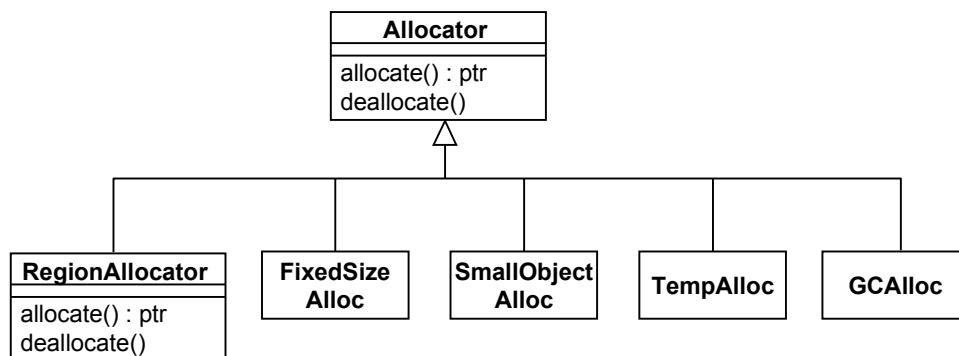 Allocator
allocate() : ptr
deallocate()
RegionAllocator
allocate() : ptr
deallocate()
FixedSize
Alloc
SmallObject
Alloc
TempAlloc
GCAlloc